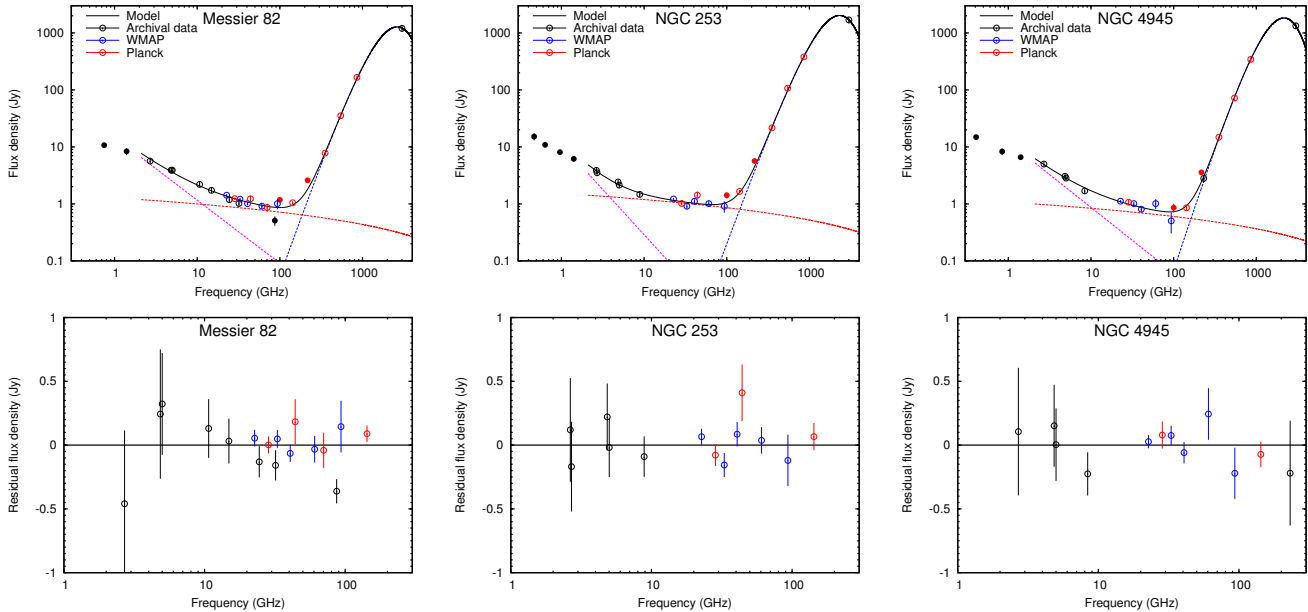 Messier 82
Model
Archival data
WMAP
Planck
1000
100
10
1
0.1
Flux density (Jy)
1 10 100 1000
Frequency (GHz)
NGC 253
Model
Archival data
WMAP
Planck
1000
100
10
1
0.1
Flux density (Jy)
1 10 100 1000
Frequency (GHz)
NGC 4945
Model
Archival data
WMAP
Planck
1000
100
10
1
0.1
Flux density (Jy)
1 10 100 1000
Frequency (GHz)
Messier 82
1
0.5
0
-0.5
-1
Residual flux density (Jy)
1 10 100
Frequency (GHz)
NGC 253
1
0.5
0
-0.5
-1
Residual flux density (Jy)
1 10 100
Frequency (GHz)
NGC 4945
1
0.5
0
-0.5
-1
Residual flux density (Jy)
1 10 100
Frequency (GHz)